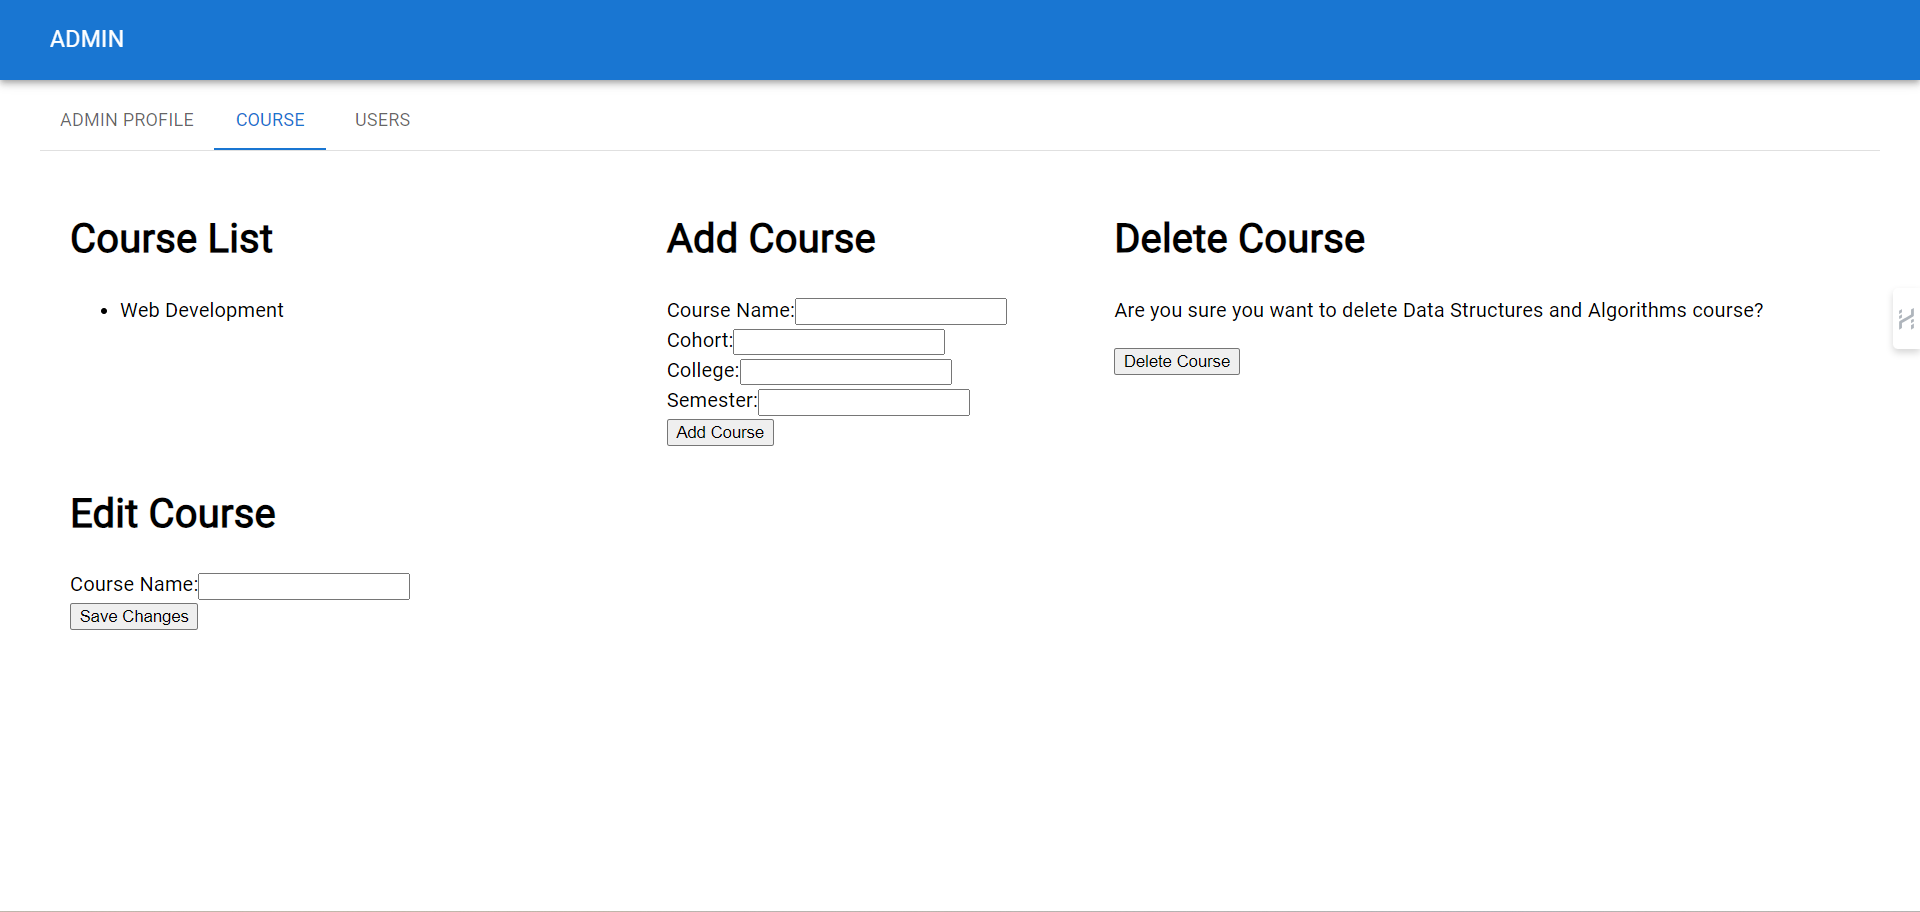 ADMIN
ADMIN PROFILE
COURSE
USERS
Course List
• Web Development
Add Course
Course Name:
Cohort:
College:
Semester:
Add Course
Delete Course
Are you sure you want to delete Data Structures and Algorithms course?
Delete Course
Edit Course
Course Name:
Save Changes